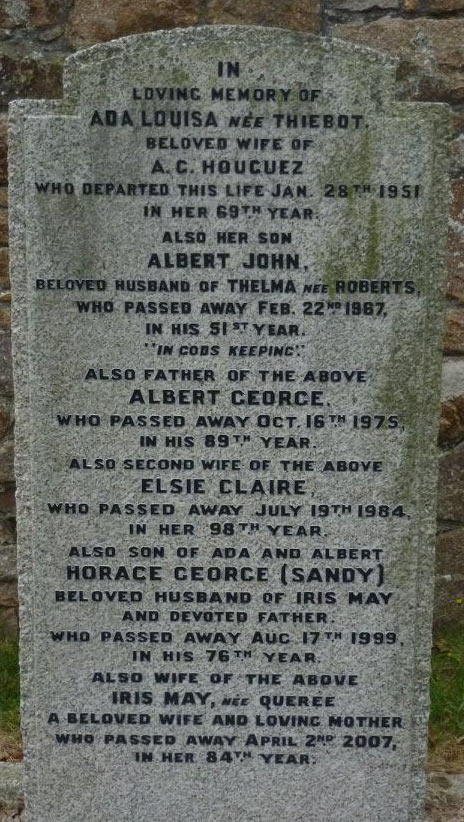 IN
LOVING MEMORY OF
ADA LOUISA NÉE THIEBOT,
BELOVED WIFE OF
A. G. HOUGUEZ
WHO DEPARTED THIS LIFE JAN. 28TH 1951
IN HER 69TH YEAR.
ALSO HER SON
ALBERT JOHN,
BELOVED HUSBAND OF THELMA NEE ROBERTS,
WHO PASSED AWAY FEB. 22ND 1967,
IN HIS 51ST YEAR.
"IN GODS KEEPING".
ALSO FATHER OF THE ABOVE
ALBERT GEORGE.
WHO PASSED AWAY OCT. 16TH 1975,
IN HIS 89TH YEAR.
ALSO SECOND WIFE OF THE ABOVE
ELSIE CLAIRE,
WHO PASSED AWAY JULY 19TH 1984,
IN HER 98TH YEAR.
ALSO SON OF ADA AND ALBERT
HORACE GEORGE (SANDY)
BELOVED HUSBAND OF IRIS MAY
AND DEVOTED FATHER.
WHO PASSED AWAY AUG 17TH 1999,
IN HIS 76TH YEAR.
ALSO WIFE OF THE ABOVE
IRIS MAY, NÉE QUEREE
A BELOVED WIFE AND LOVING MOTHER
WHO PASSED AWAY APRIL 2ND 2007,
IN HER 84TH YEAR.